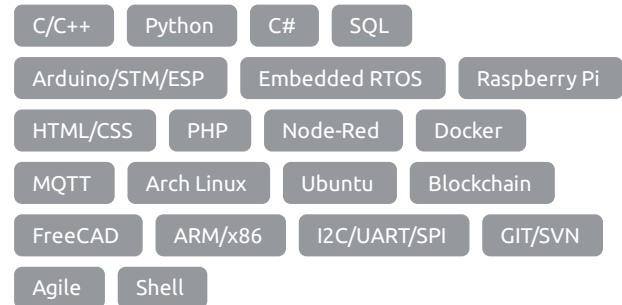 C/C++ Python C# SQL
Arduino/STM/ESP Embedded RTOS Raspberry Pi
HTML/CSS PHP Node-Red Docker
MQTT Arch Linux Ubuntu Blockchain
FreeCAD ARM/x86 I2C/UART/SPI GIT/SVN
Agile Shell